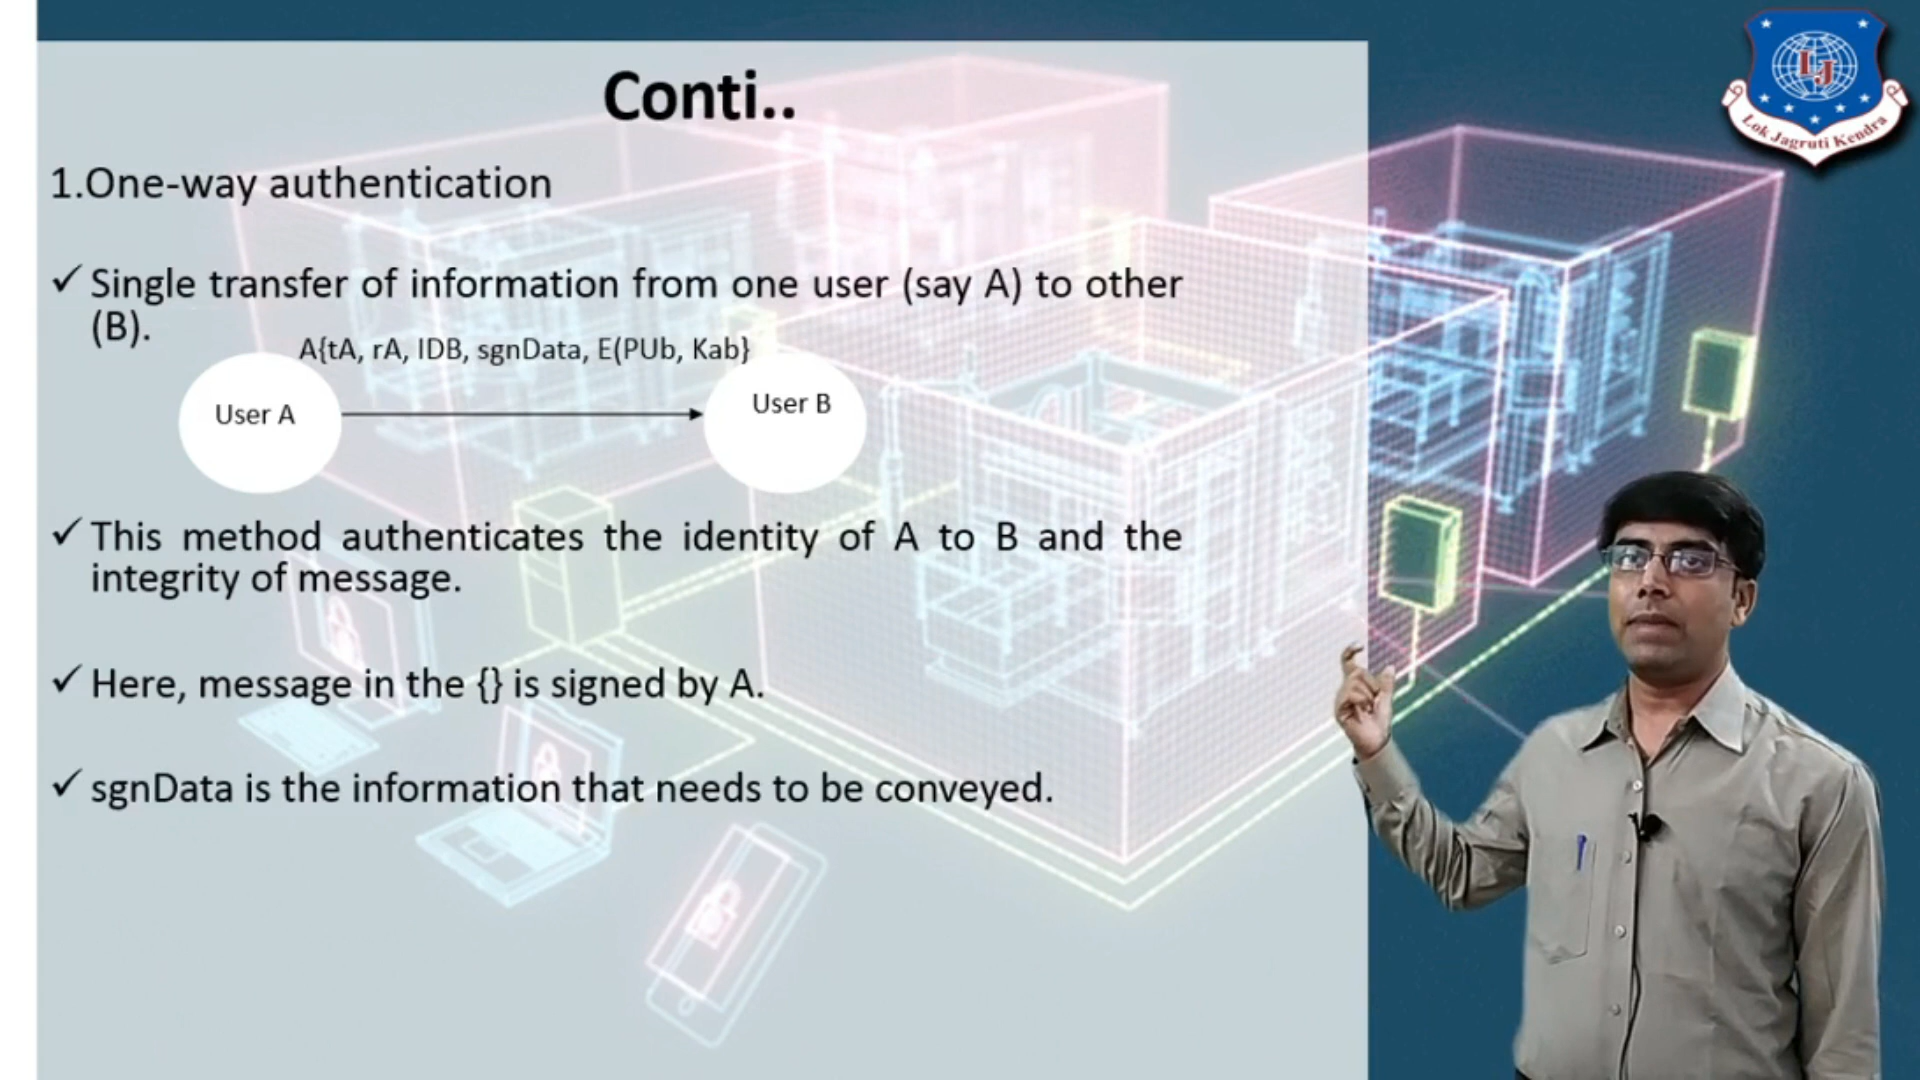 Conti..
1.One-way authentication
✓ Single transfer of information from one user (say A) to other
(B).
A{tA, rA, IDB, sgnData, E(PUb, Kab}
User A
User B
✓ This method authenticates the identity of A to B and the
integrity of message.
✓ Here, message in the {} is signed by A.
✓ sgnData is the information that needs to be conveyed.
LJ
Lok Jagruti Kendra